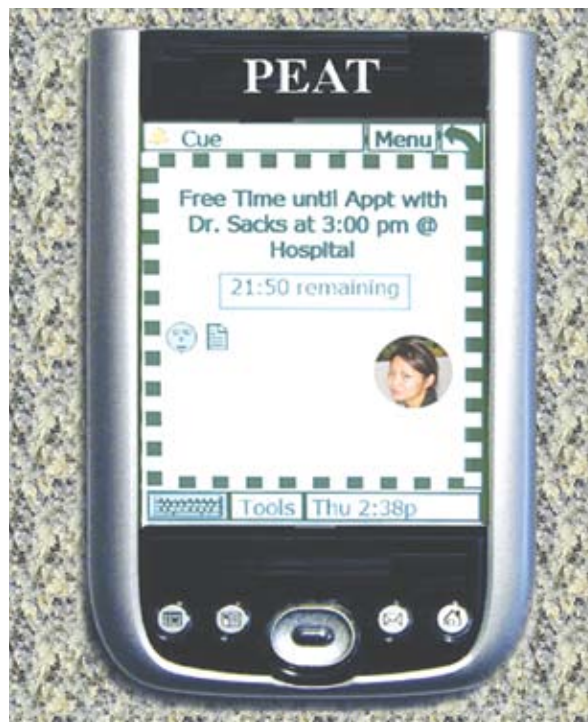 PEAT
Cue Menu
Free Time until Appt with
Dr. Sacks at 3:00 pm @
Hospital
21:50 remaining
Tools Thu 2:38p